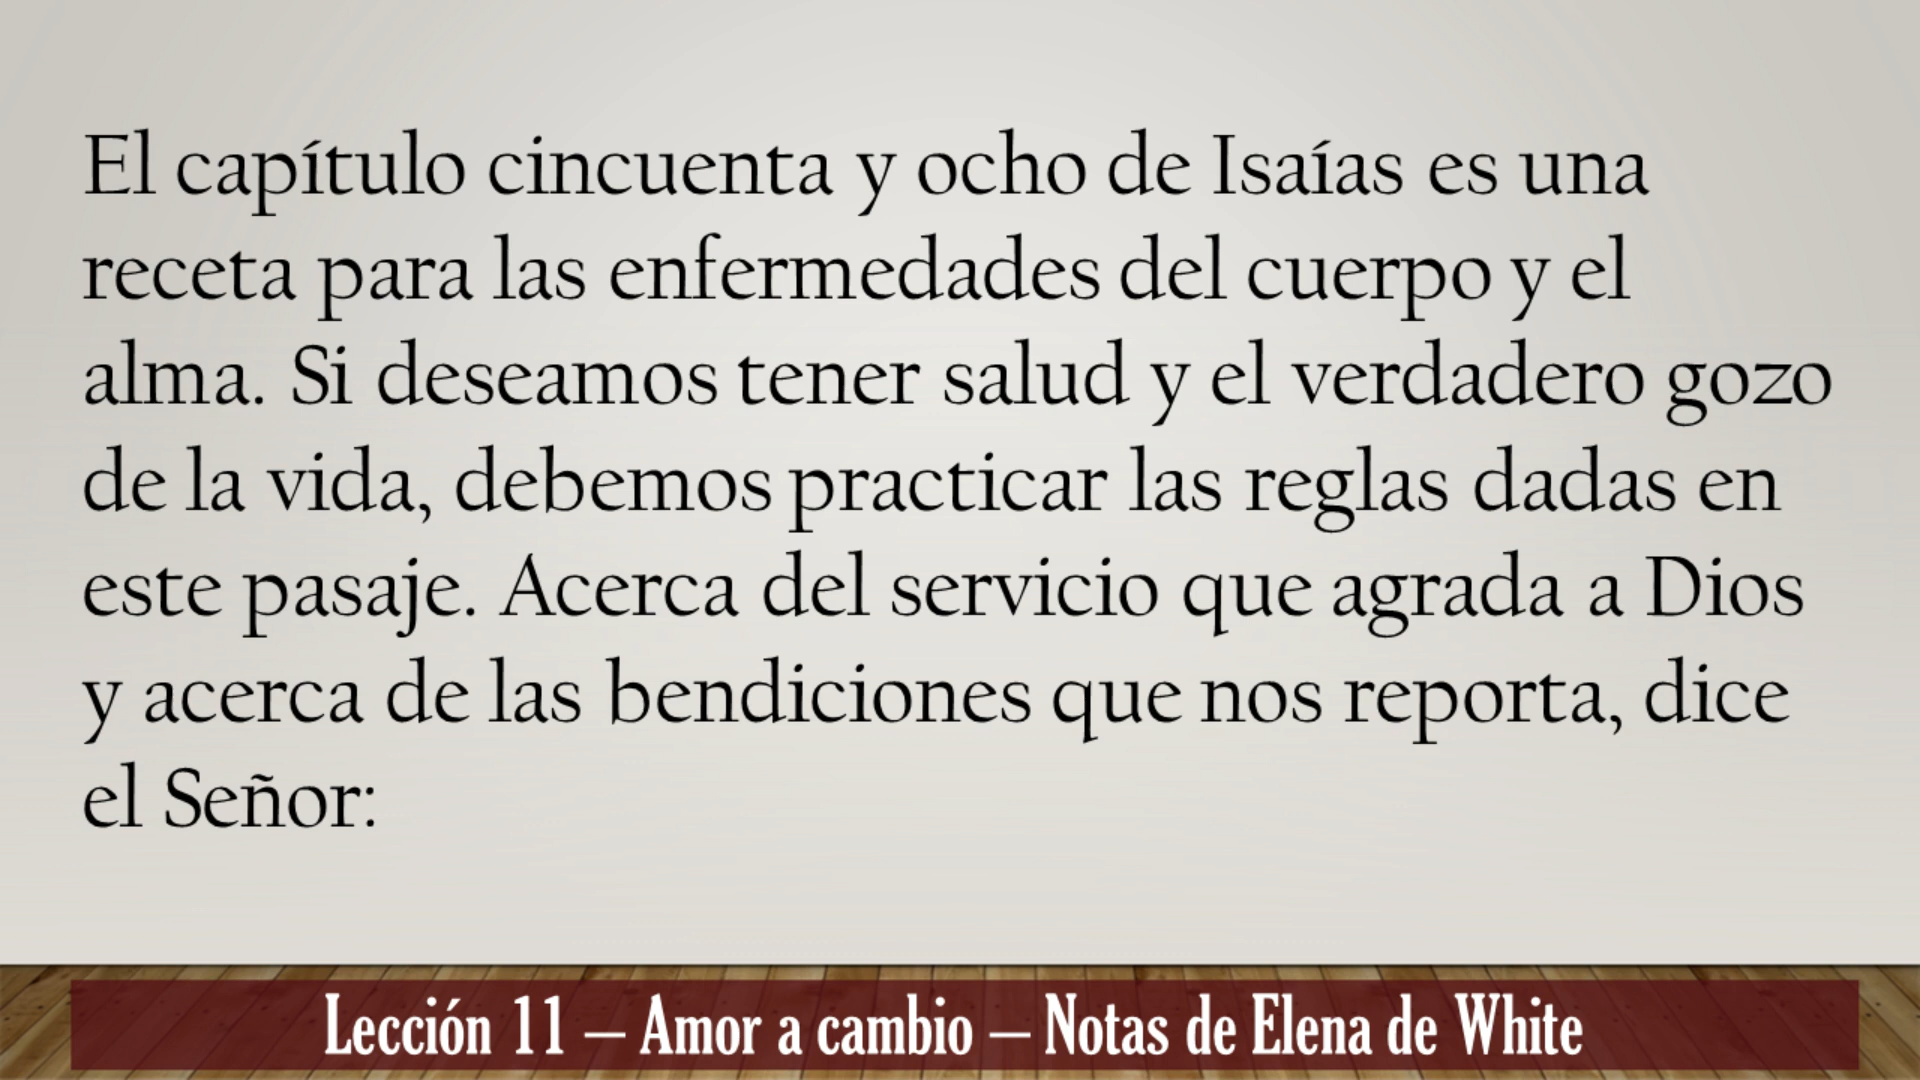 El capítulo cincuenta y ocho de Isaías es una
receta para las enfermedades del cuerpo y el
alma. Si deseamos tener salud y el verdadero gozo
de la vida, debemos practicar las reglas dadas en
este pasaje. Acerca del servicio que agrada a Dios
y acerca de las bendiciones que nos reporta, dice
el Señor:
Lección 11 – Amor a cambio – Notas de Elena de White